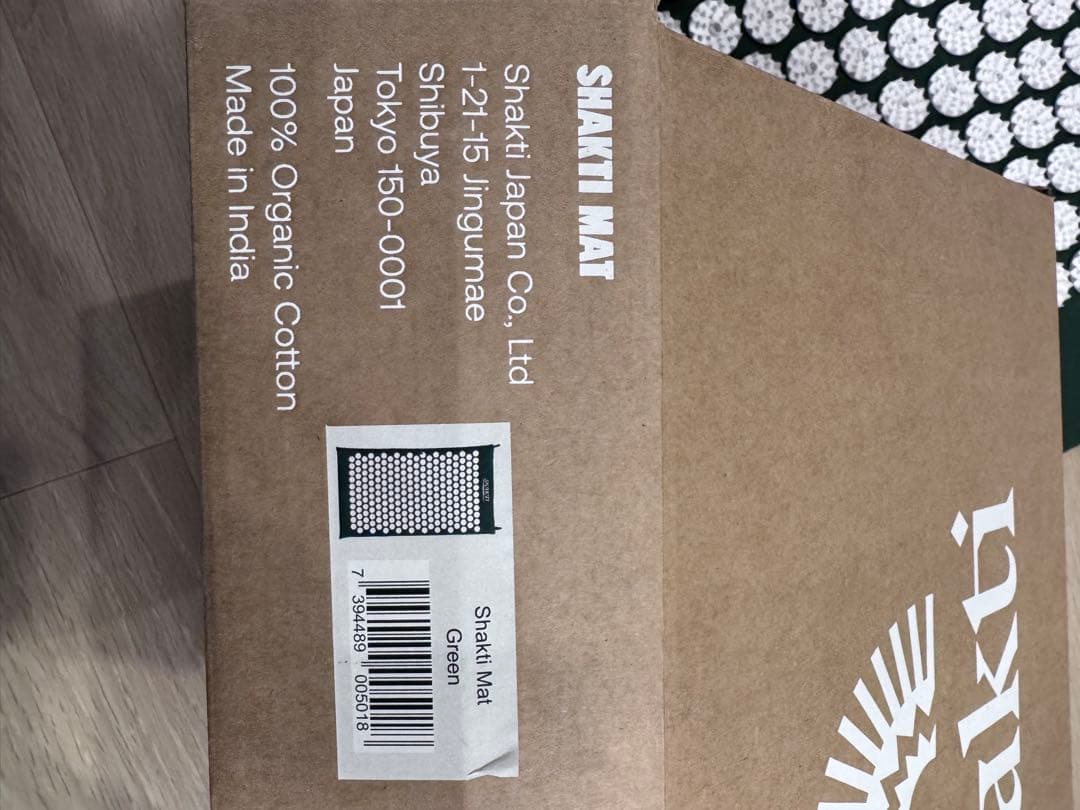 SHAKTI MAT
Shakti Japan Co., Ltd
1-21-15 Jingumae
Shibuya
Tokyo 150-0001
Japan
100% Organic Cotton
Made in India
Shakti Mat
Green
7 394489 005018
akti